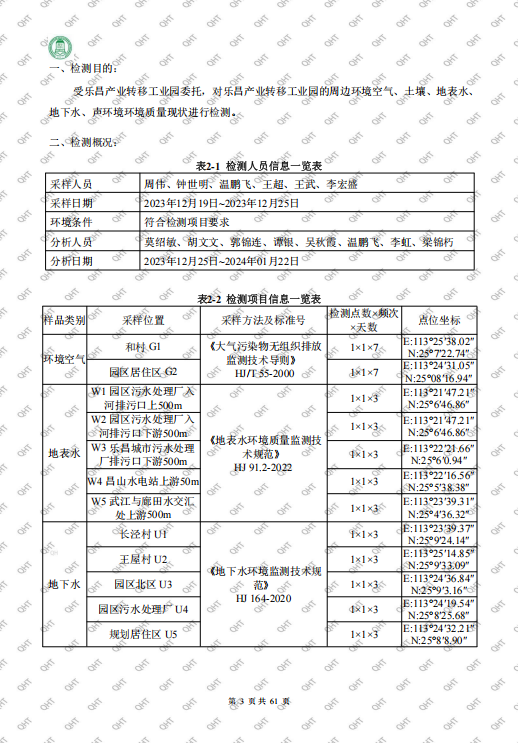 一、检测目的：
受乐昌产业转移工业园委托，对乐昌产业转移工业园的周边环境空气、土壤、地表水、
地下水、声环境环境质量现状进行检测。
二、检测概况：
表2-1 检测人员信息一览表
采样人员 周伟、钟世明、温鹏飞、王超、王武、李宏盛
采样日期 2023年12月19日~2023年12月25日
环境条件 符合检测项目要求
分析人员 莫绍敏、胡文文、郭锦连、谭银、吴秋霞、温鹏飞、李虹、梁锦朽
分析日期 2023年12月25日~2024年01月22日
表2-2 检测项目信息一览表
样品类别 采样位置 采样方法及标准号 检测点数×频次
×天数 点位坐标
环境空气 和村 G1 《大气污染物无组织排放
监测技术导则》
HJ/T 55-2000 1×1×7 E:113°25′38.02″
N:25°7′22.74″
园区居住区 G2 1×1×7 E:113°24′31.05″
N:25°08′16.94″
地表水 W1 园区污水处理厂入
河排污口上500m 《地表水环境质量监测技
术规范》
HJ 91.2-2022 1×1×3 E:113°21′47.21″
N:25°6′46.86″
W2 园区污水处理厂入
河排污口下游500m 1×1×3 E:113°21′47.21″
N:25°6′46.86″
W3 乐昌城市污水处理
厂排污口下游500m 1×1×3 E:113°22′21.66″
N:25°6′0.94″
W4 昌山水电站上游50m 1×1×3 E:113°22′16.56″
N:25°5′38.38″
W5 武江与廊田水交汇
处上游500m 1×1×3 E:113°23′39.31″
N:25°4′36.32″
地下水 长泾村 U1 《地下水环境监测技术规
范》
HJ 164-2020 1×1×3 E:113°23′39.37″
N:25°9′24.14″
王屋村 U2 1×1×3 E:113°25′14.85″
N:25°9′33.09″
园区北区 U3 1×1×3 E:113°24′36.84″
N:25°9′3.16″
园区污水处理厂 U4 1×1×3 E:113°24′19.54″
N:25°8′25.68″
规划居住区 U5 1×1×3 E:113°24′32.21″
N:25°8′8.90″
第 3 页 共 61 页
QHT